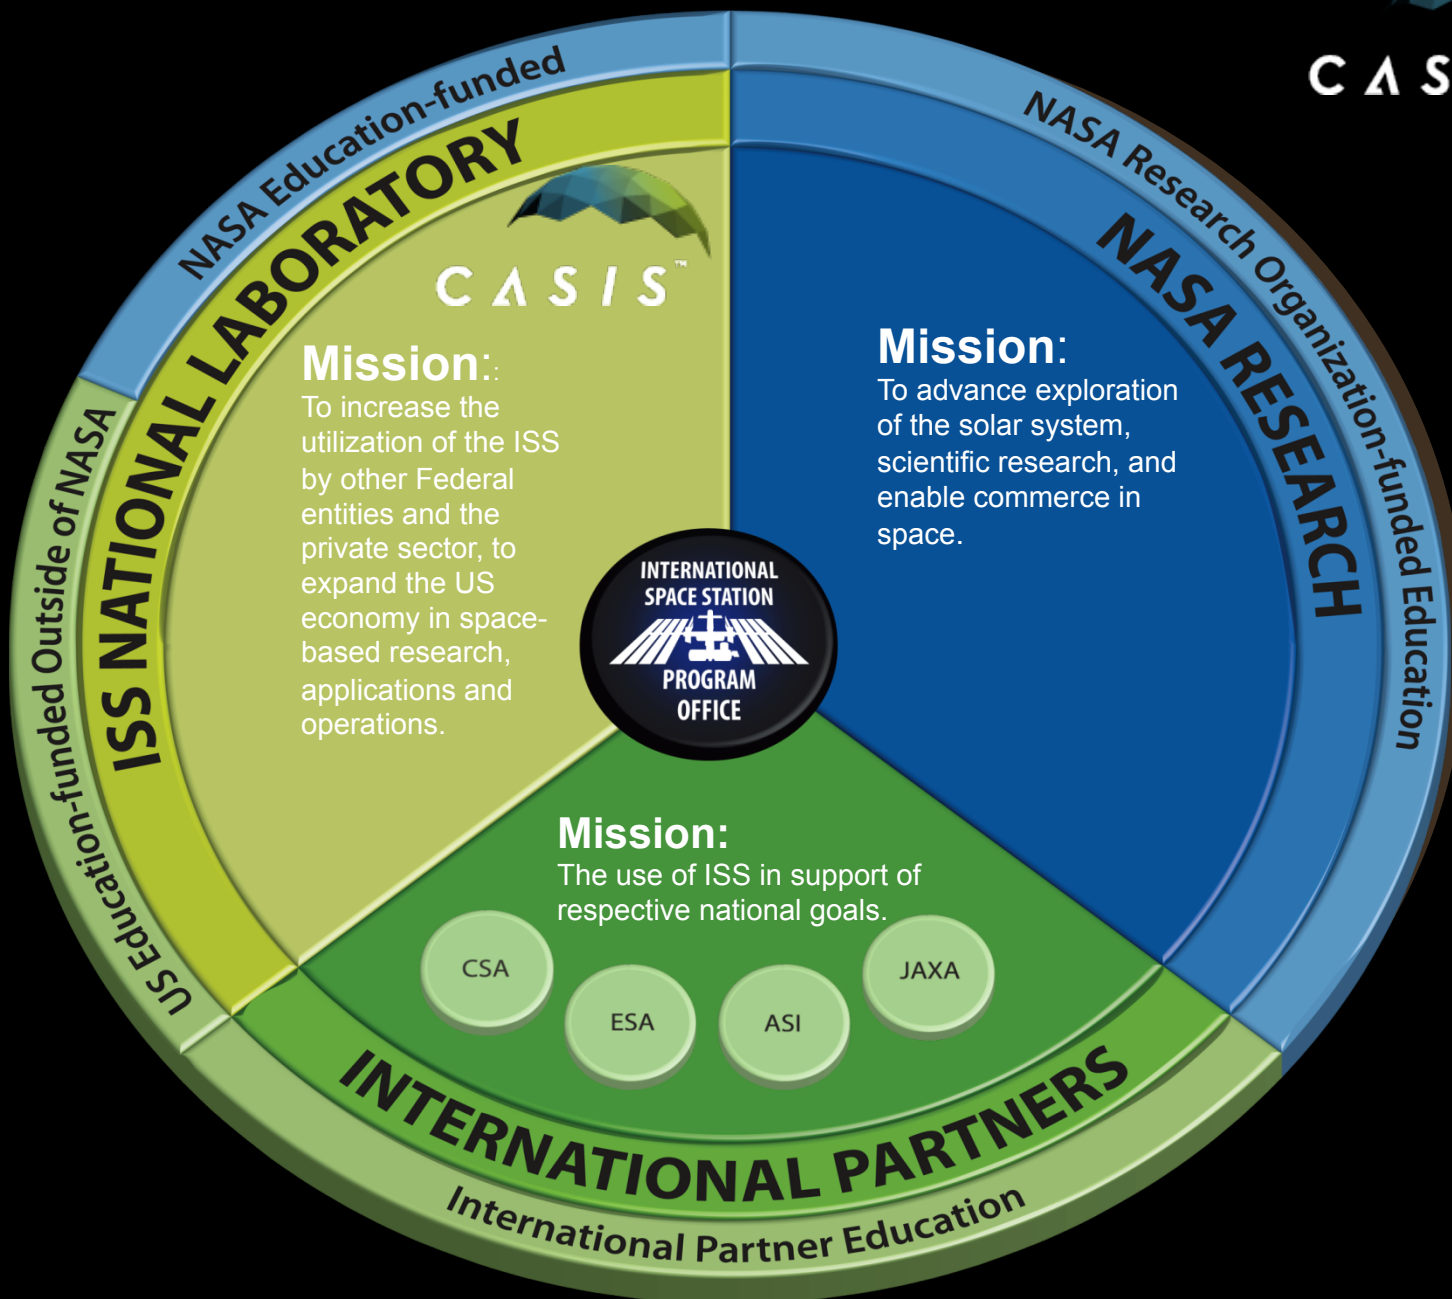 CAS
NASA Education-funded
ISS NATIONAL LABORATORY
US Education-funded Outside of NASA
CASIS™
Mission::
To increase the
utilization of the ISS
by other Federal
entities and the
private sector, to
expand the US
economy in space-
based research,
applications and
operations.
NASA Research Organization-funded Education
NASA RESEARCH
Mission:
To advance exploration
of the solar system,
scientific research, and
enable commerce in
space.
INTERNATIONAL
SPACE STATION
PROGRAM
OFFICE
Mission:
The use of ISS in support of
respective national goals.
CSA
ESA
ASI
JAXA
INTERNATIONAL PARTNERS
International Partner Education